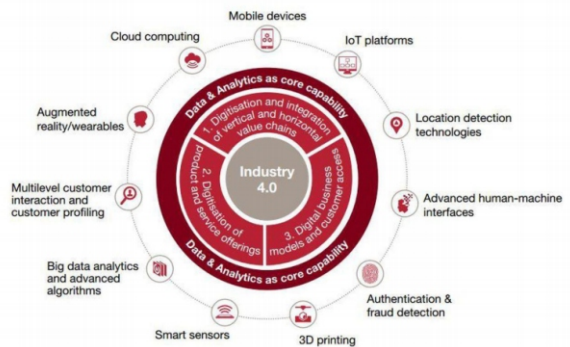 Mobile devices
Cloud computing
IoT platforms
Augmented
reality/wearables
Location detection
technologies
Multilevel customer
interaction and
customer profiling
Advanced human-machine
interfaces
Big data analytics
and advanced
algorithms
Authentication &
fraud detection
Smart sensors
3D printing
Data & Analytics as core capability
1. Digitisation and integration
of vertical and horizontal
value chains
2. Digitisation of
product and service offerings
3. Digital business
models and customer access
Industry
4.0
Data & Analytics as core capability